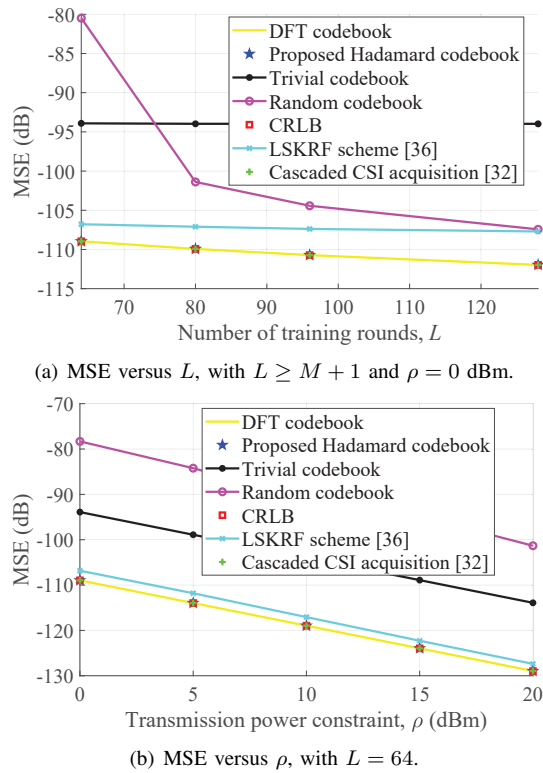 -80
-85
-90
-95
-100
-105
-110
-115
MSE (dB)
DFT codebook
Proposed Hadamard codebook
Trivial codebook
Random codebook
CRLB
LSKRF scheme [36]
Cascaded CSI acquisition [32]
70 80 90 100 110 120
Number of training rounds, L
(a) MSE versus L, with L ≥ M + 1 and ρ = 0 dBm.
-70
-80
-90
-100
-110
-120
-130
MSE (dB)
DFT codebook
Proposed Hadamard codebook
Trivial codebook
Random codebook
CRLB
LSKRF scheme [36]
Cascaded CSI acquisition [32]
0 5 10 15 20
Transmission power constraint, ρ (dBm)
(b) MSE versus ρ, with L = 64.